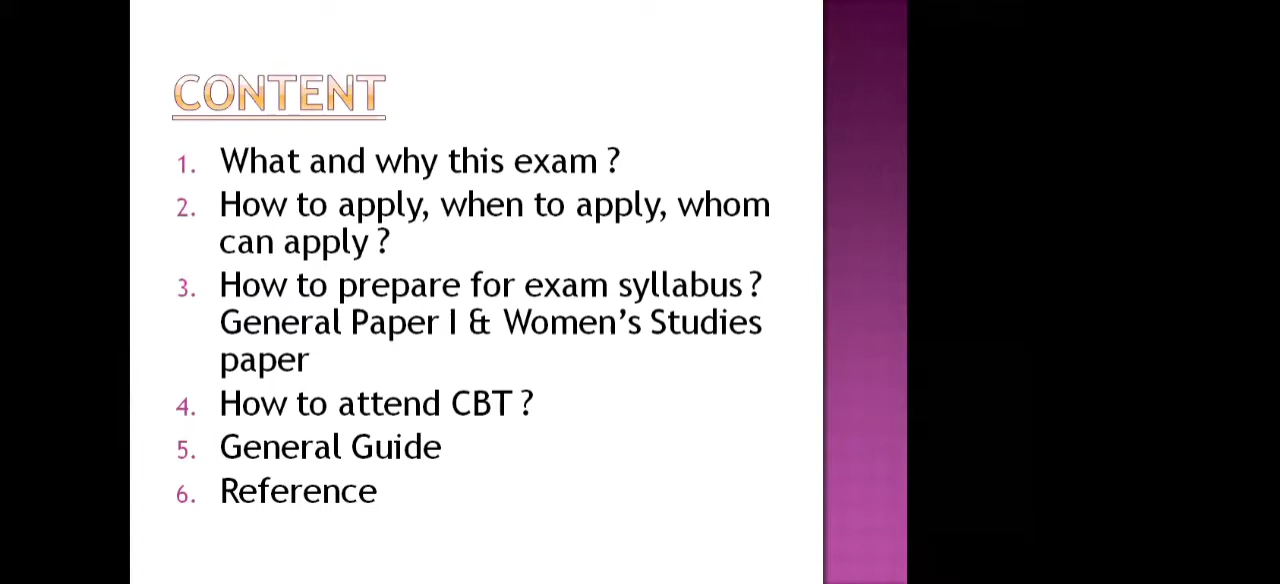 CONTENT
1. What and why this exam ?
2. How to apply, when to apply, whom
can apply ?
3. How to prepare for exam syllabus ?
General Paper I & Women’s Studies
paper
4. How to attend CBT ?
5. General Guide
6. Reference